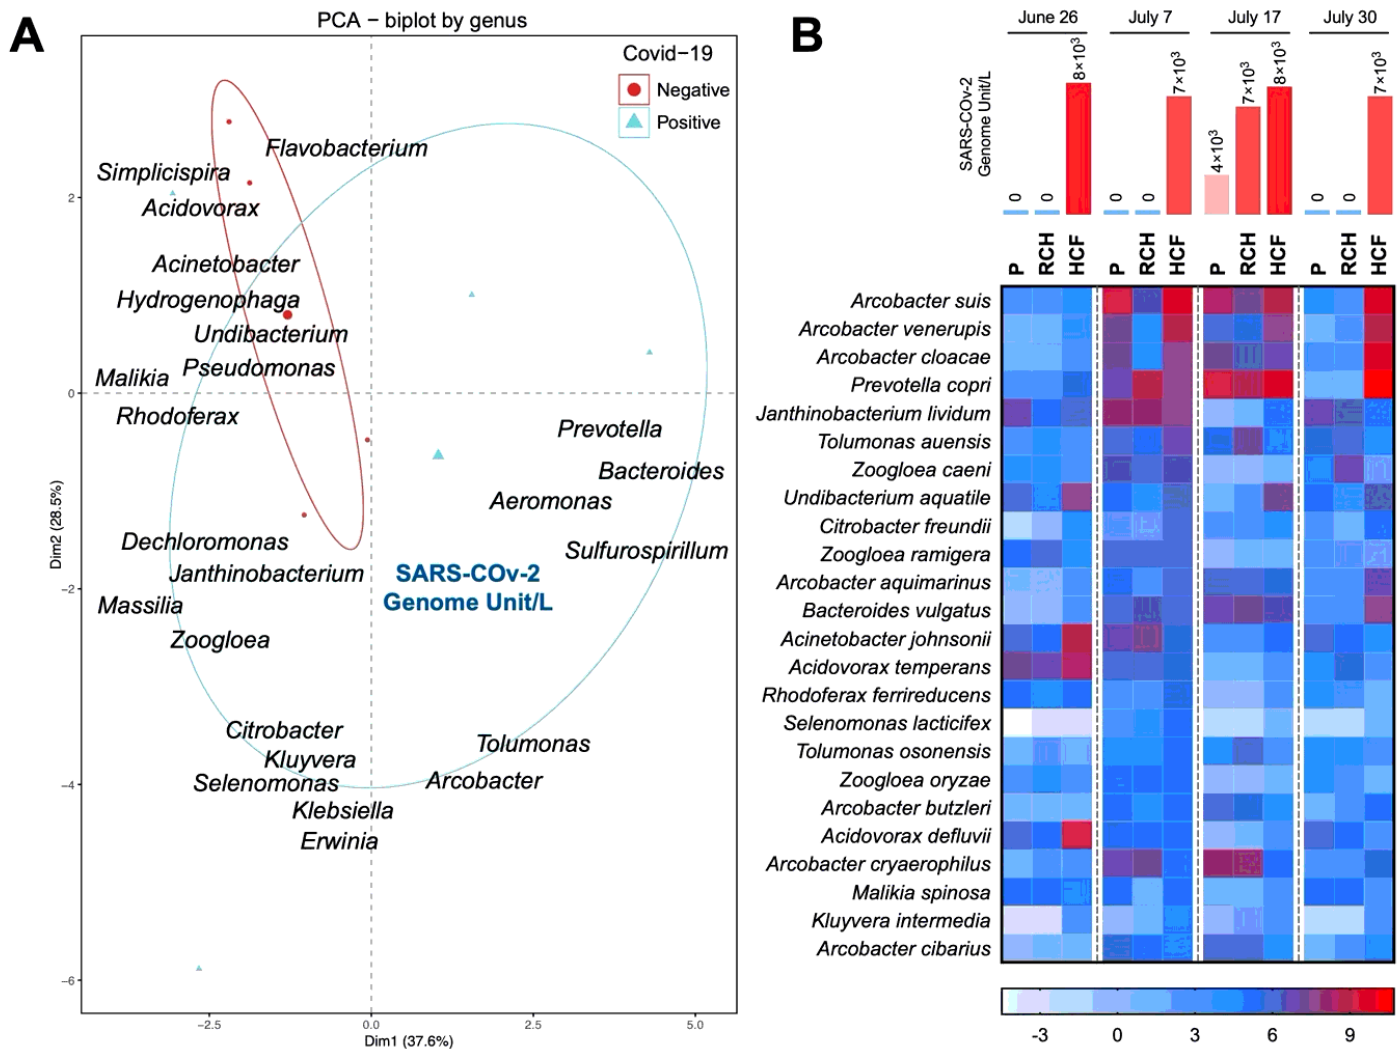 A
PCA – biplot by genus
Covid–19
Negative
Positive
Flavobacterium
Simplicispira
Acidovorax
Acinetobacter
Hydrogenophaga
Undibacterium
Pseudomonas
Malikia
Rhodoferax
Prevotella
Bacteroides
Aeromonas
Dechloromonas
Sulfurospirillum
Janthinobacterium
SARS-COv-2
Genome Unit/L
Massilia
Zoogloea
Citrobacter
Kluyvera
Tolumonas
Selenomonas
Arcobacter
Klebsiella
Erwinia
2
0
−2
−4
−6
Dim2 (28.5%)
−2.5
0.0
2.5
5.0
Dim1 (37.6%)
B
June 26
July 7
July 17
July 30
SARS-COv-2
Genome Unit/L
0
0
8×10³
0
0
7×10³
4×10³
7×10³
8×10³
0
0
7×10³
P
RCH
HCF
P
RCH
HCF
P
RCH
HCF
P
RCH
HCF
Arcobacter suis
Arcobacter venerupis
Arcobacter cloacae
Prevotella copri
Janthinobacterium lividum
Tolumonas auensis
Zoogloea caeni
Undibacterium aquatile
Citrobacter freundii
Zoogloea ramigera
Arcobacter aquimarinus
Bacteroides vulgatus
Acinetobacter johnsonii
Acidovorax temperans
Rhodoferax ferrireducens
Selenomonas lacticifex
Tolumonas osonensis
Zoogloea oryzae
Arcobacter butzleri
Acidovorax defluvii
Arcobacter cryaerophilus
Malikia spinosa
Kluyvera intermedia
Arcobacter cibarius
-3
0
3
6
9